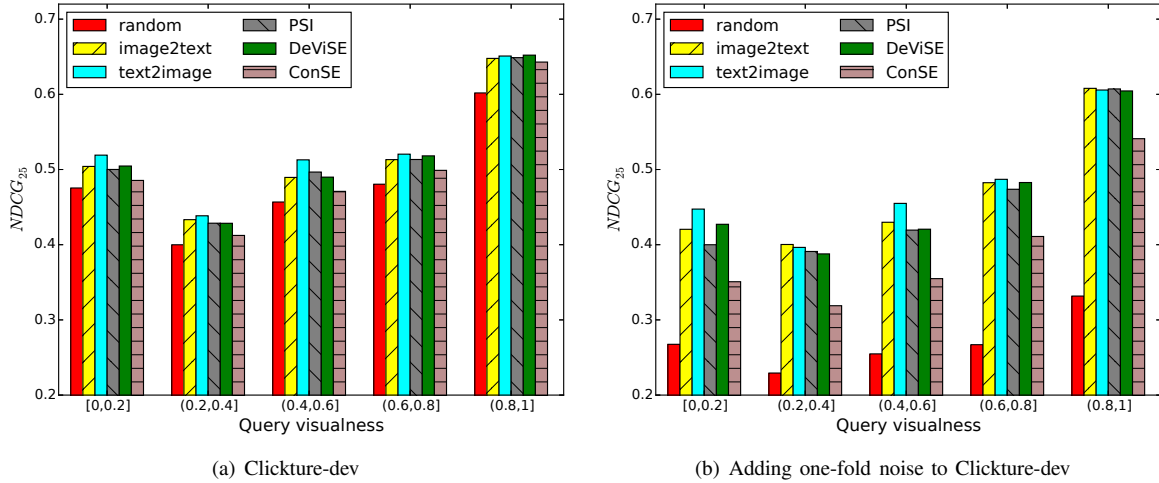 0.7
0.6
0.5
0.4
0.3
0.2
NDCG25
random
image2text
text2image
PSI
DeViSE
ConSE
[0,0.2]
(0.2,0.4]
(0.4,0.6]
(0.6,0.8]
(0.8,1]
Query visualness
(a) Clickture-dev
0.7
0.6
0.5
0.4
0.3
0.2
NDCG25
random
image2text
text2image
PSI
DeViSE
ConSE
[0,0.2]
(0.2,0.4]
(0.4,0.6]
(0.6,0.8]
(0.8,1]
Query visualness
(b) Adding one-fold noise to Clickture-dev